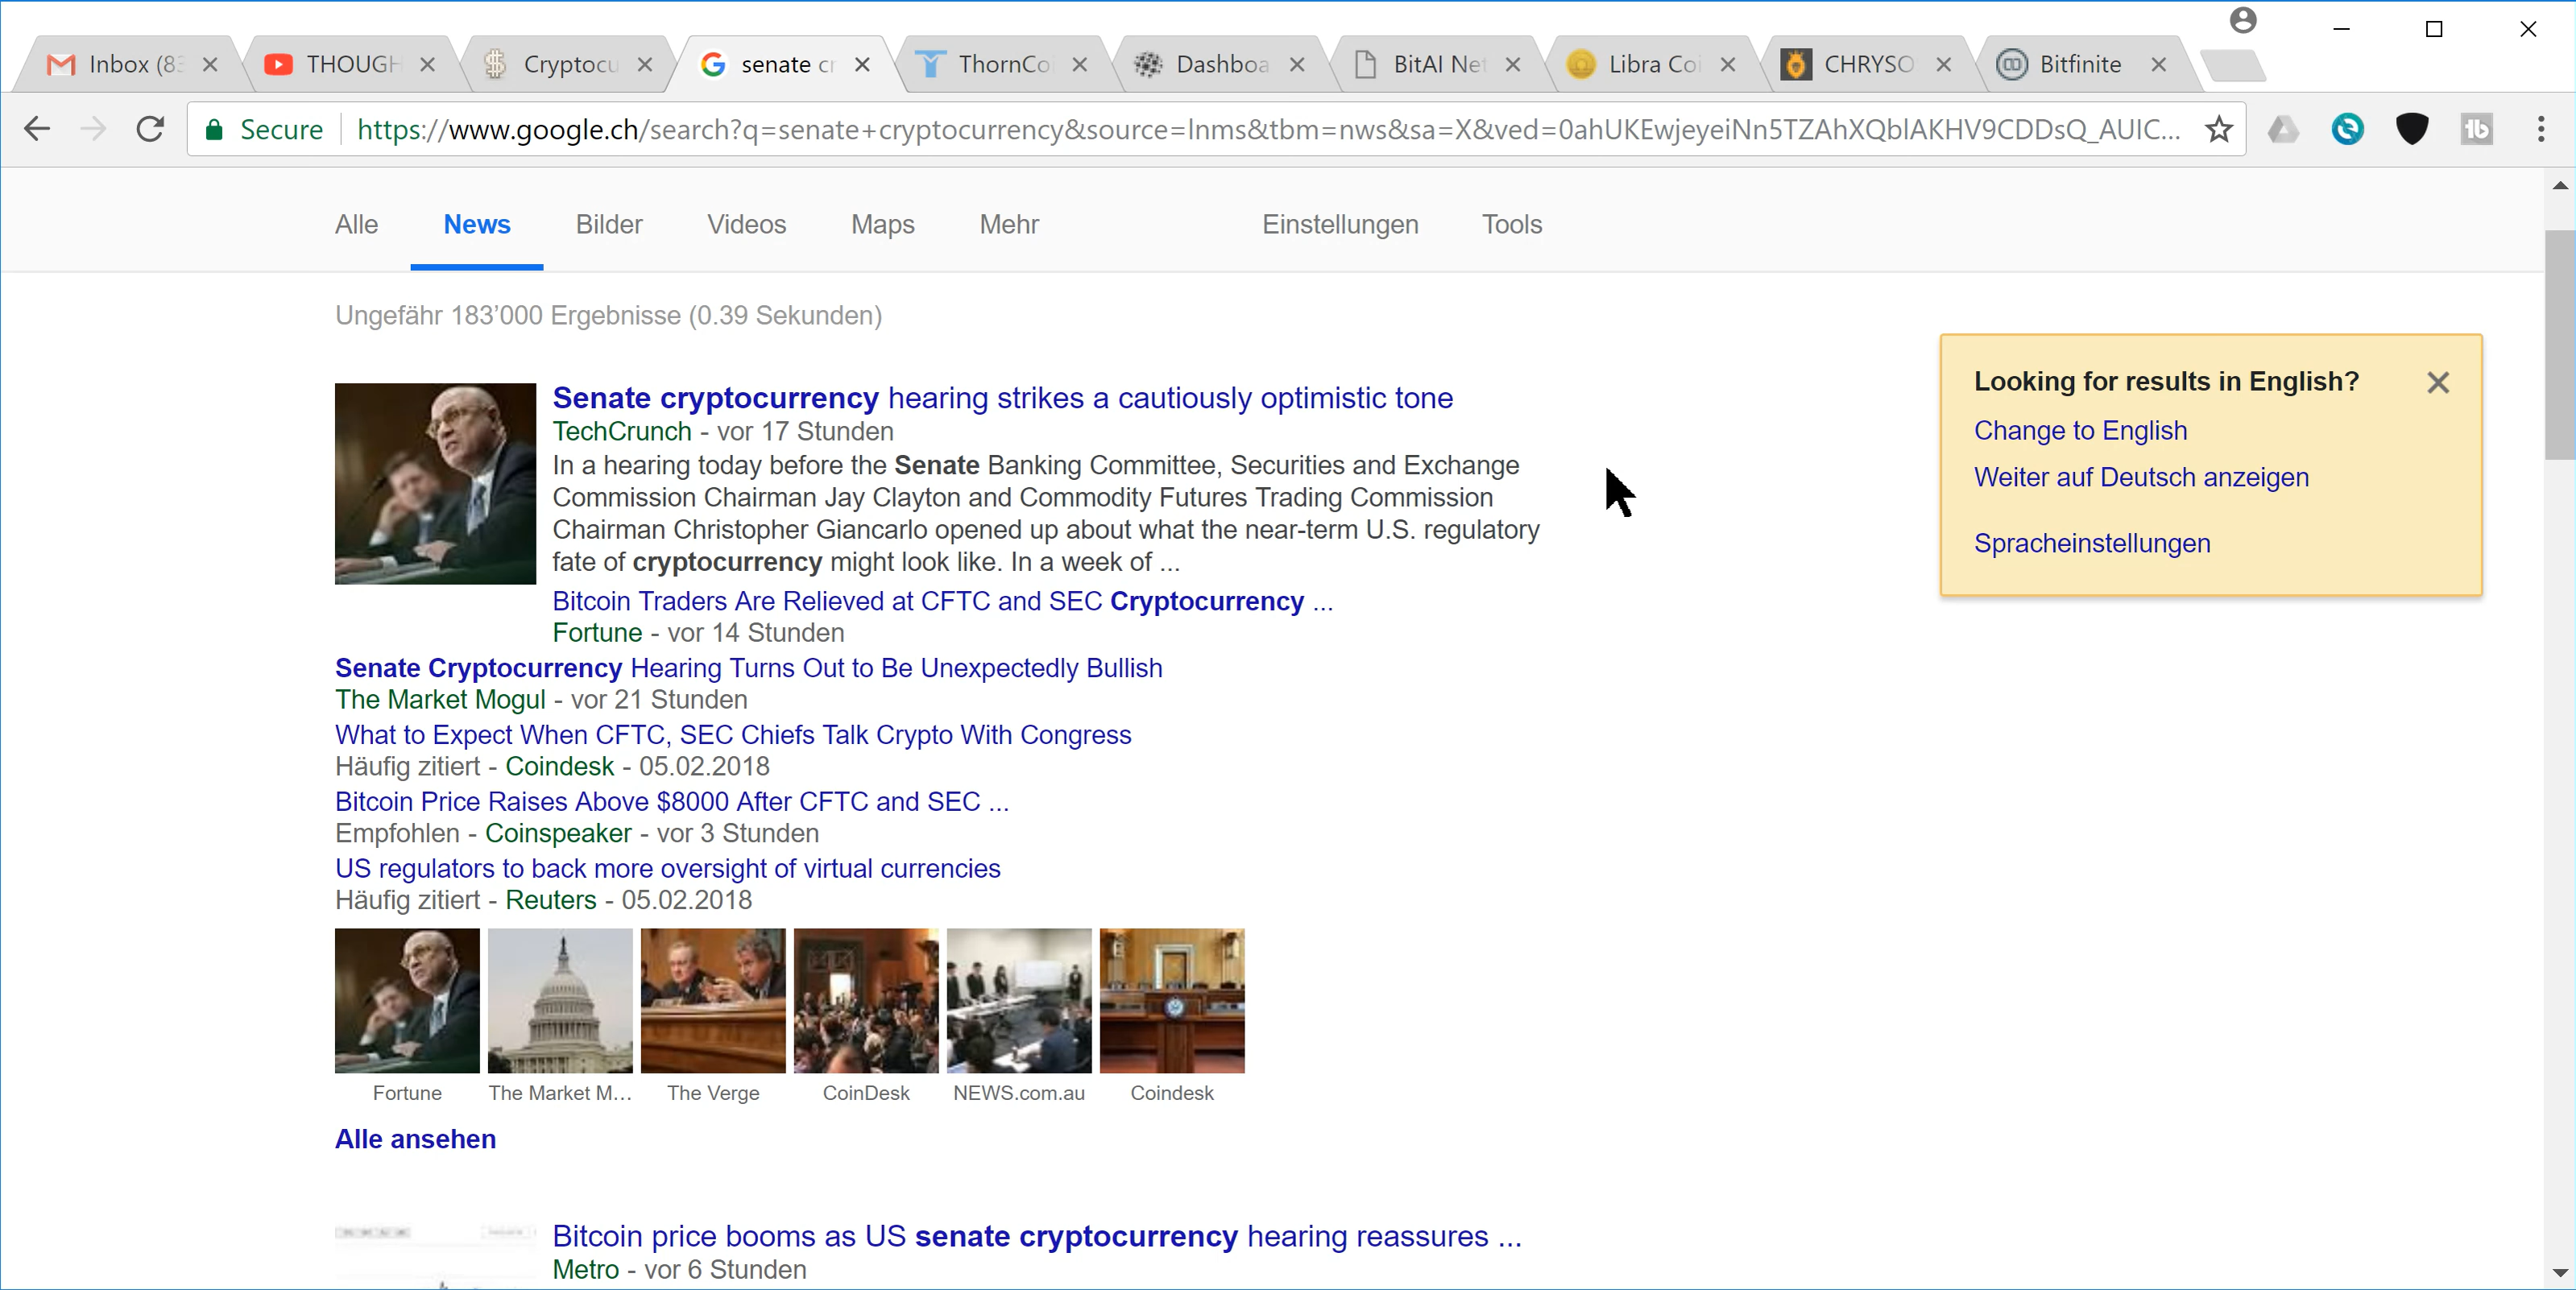 Inbox (83
THOUGH
Cryptocu
senate cr
ThornCoi
Dashboa
BitAI Net
Libra Coi
CHRYSO
Bitfinite
Secure
https://www.google.ch/search?q=senate+cryptocurrency&source=lnms&tbm=nws&sa=X&ved=0ahUKEwjeyeiNn5TZAhXQblAKHV9CDDsQ_AUIC...
Alle News Bilder Videos Maps Mehr Einstellungen Tools
Ungefähr 183’000 Ergebnisse (0.39 Sekunden)
Looking for results in English?
Change to English
Weiter auf Deutsch anzeigen
Spracheinstellungen
Senate cryptocurrency hearing strikes a cautiously optimistic tone
TechCrunch - vor 17 Stunden
In a hearing today before the Senate Banking Committee, Securities and Exchange
Commission Chairman Jay Clayton and Commodity Futures Trading Commission
Chairman Christopher Giancarlo opened up about what the near-term U.S. regulatory
fate of cryptocurrency might look like. In a week of ...
Bitcoin Traders Are Relieved at CFTC and SEC Cryptocurrency ...
Fortune - vor 14 Stunden
Senate Cryptocurrency Hearing Turns Out to Be Unexpectedly Bullish
The Market Mogul - vor 21 Stunden
What to Expect When CFTC, SEC Chiefs Talk Crypto With Congress
Häufig zitiert - Coindesk - 05.02.2018
Bitcoin Price Raises Above $8000 After CFTC and SEC ...
Empfohlen - Coinspeaker - vor 3 Stunden
US regulators to back more oversight of virtual currencies
Häufig zitiert - Reuters - 05.02.2018
Fortune
The Market M...
The Verge
CoinDesk
NEWS.com.au
Coindesk
Alle ansehen
Bitcoin price booms as US senate cryptocurrency hearing reassures ...
Metro - vor 6 Stunden